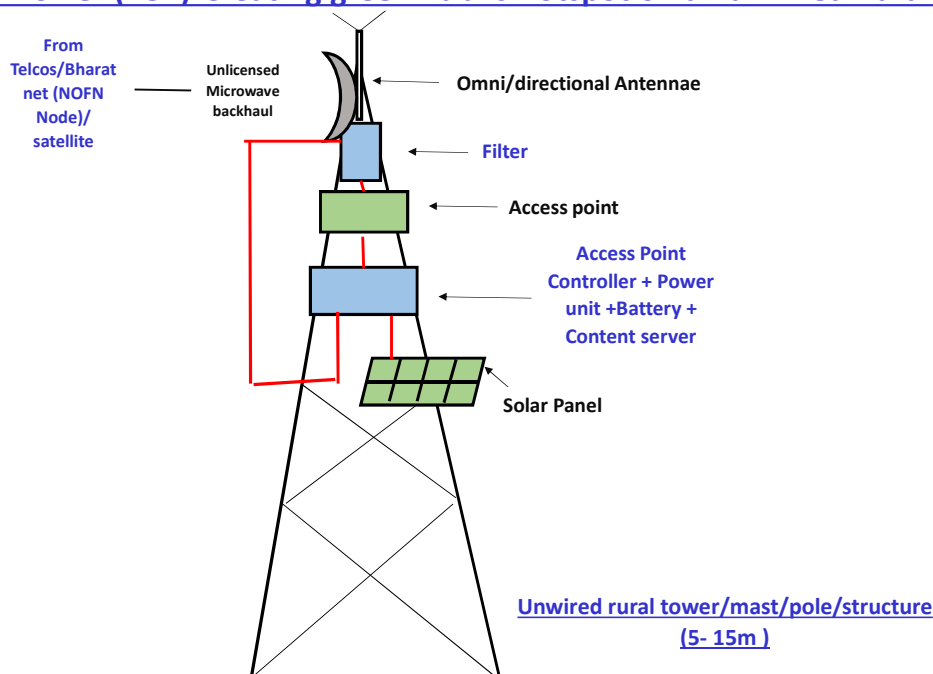 From
Telcos/Bharat
net (NOFN
Node)/
satellite
Unlicensed
Microwave
backhaul
Omni/directional Antennae
Filter
Access point
Access Point
Controller + Power
unit +Battery +
Content server
Solar Panel
Unwired rural tower/mast/pole/structure
(5- 15m )